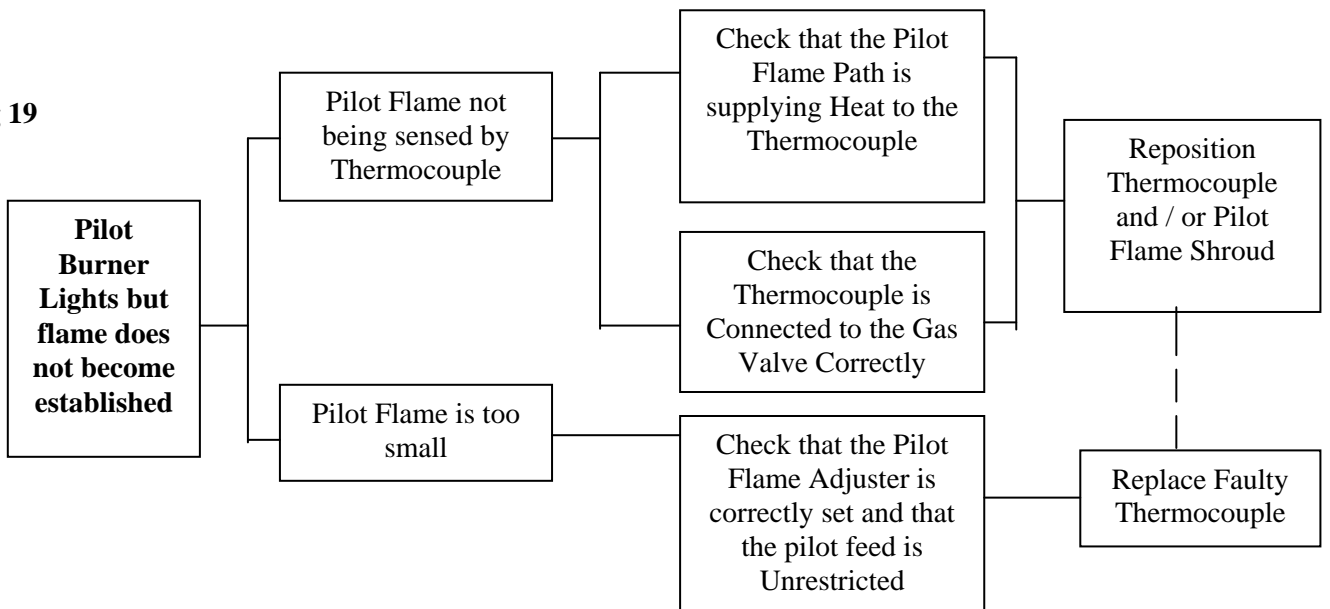 19
Pilot
Burner
Lights but
flame does
not become
established
Pilot Flame not
being sensed by
Thermocouple
Pilot Flame is too
small
Check that the Pilot
Flame Path is
supplying Heat to the
Thermocouple
Check that the
Thermocouple is
Connected to the Gas
Valve Correctly
Check that the Pilot
Flame Adjuster is
correctly set and that
the pilot feed is
Unrestricted
Reposition
Thermocouple
and / or Pilot
Flame Shroud
Replace Faulty
Thermocouple